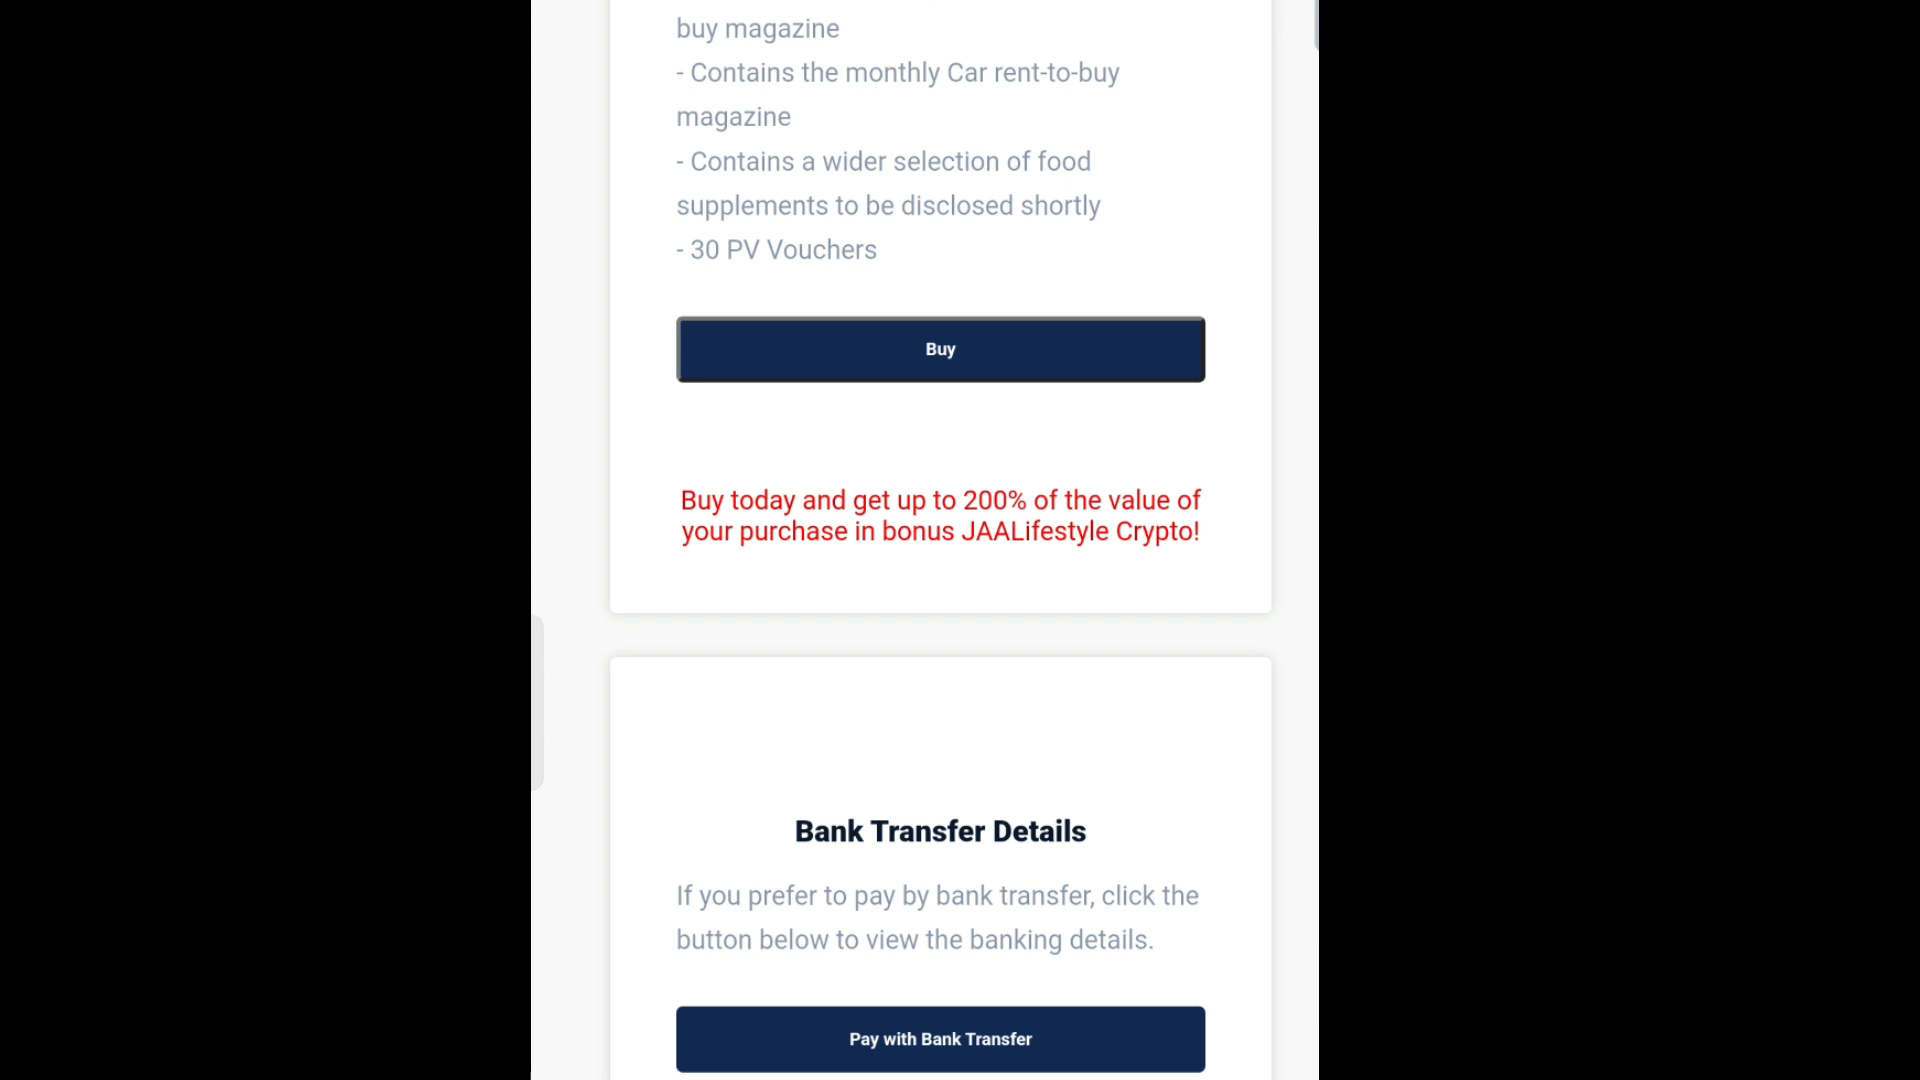 buy magazine
- Contains the monthly Car rent-to-buy
magazine
- Contains a wider selection of food
supplements to be disclosed shortly
- 30 PV Vouchers
Buy
Buy today and get up to 200% of the value of
your purchase in bonus JAALifestyle Crypto!
Bank Transfer Details
If you prefer to pay by bank transfer, click the
button below to view the banking details.
Pay with Bank Transfer